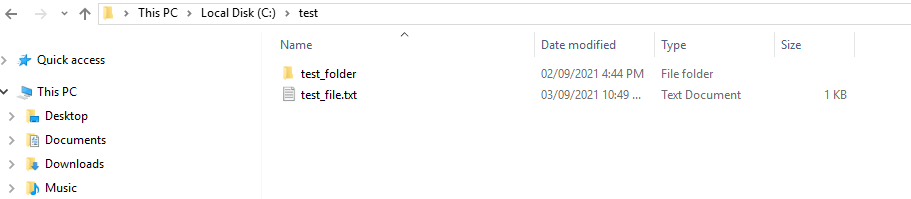 This PC > Local Disk (C:) > test
Name Date modified Type Size
Quick access
This PC
Desktop
Documents
Downloads
Music
test_folder 02/09/2021 4:44 PM File folder
test_file.txt 03/09/2021 10:49 ... Text Document 1 KB